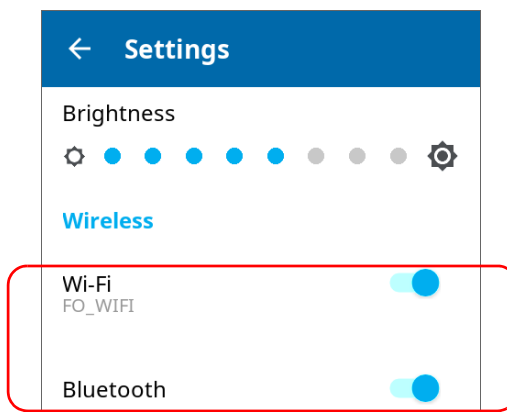 Settings
Brightness
Wireless
Wi-Fi
FO_WIFI
Bluetooth